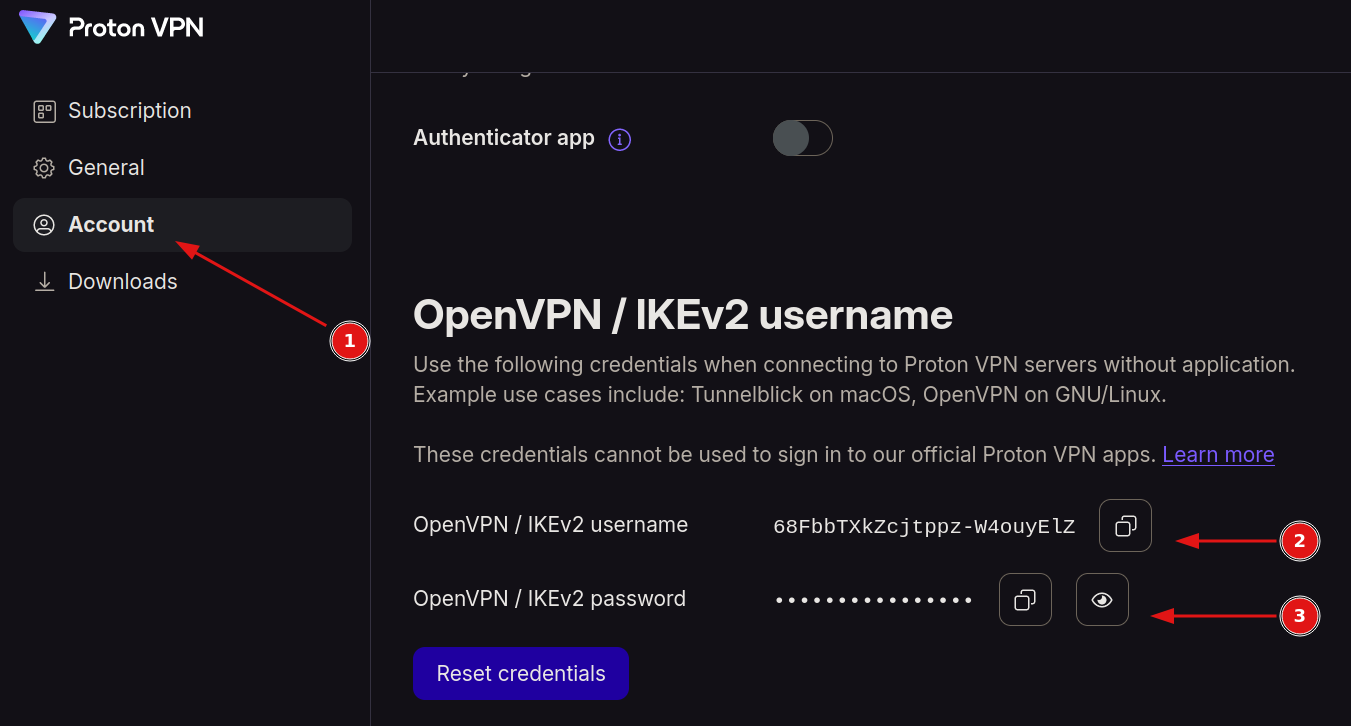 Proton VPN
Subscription
General
Account
Downloads
1
Authenticator app
OpenVPN / IKEv2 username
Use the following credentials when connecting to Proton VPN servers without application.
Example use cases include: Tunnelblick on macOS, OpenVPN on GNU/Linux.
These credentials cannot be used to sign in to our official Proton VPN apps. Learn more
OpenVPN / IKEv2 username 68FbbTXkZcjtppz-W4ouyElZ
2
OpenVPN / IKEv2 password ••••••••••••••••
3
Reset credentials